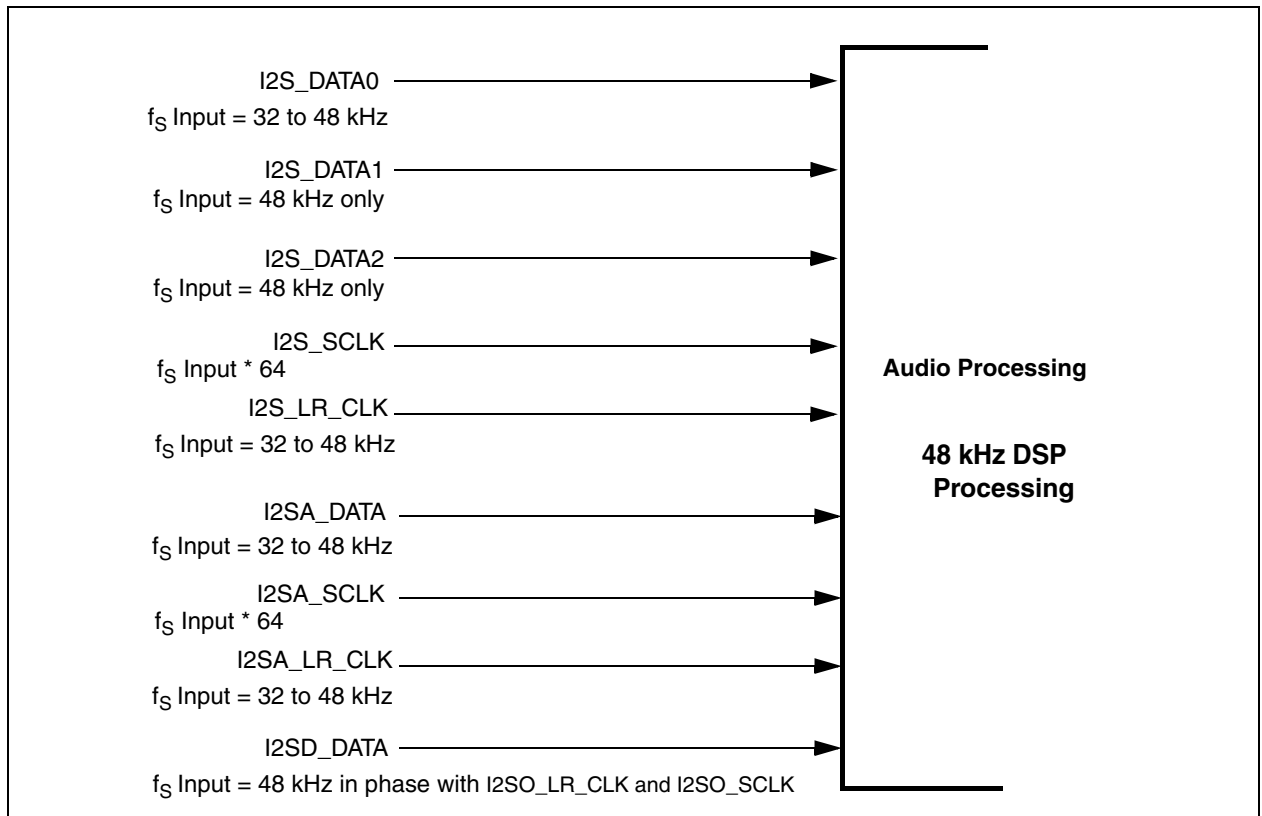 I2S_DATA0
fS Input = 32 to 48 kHz
I2S_DATA1
fS Input = 48 kHz only
I2S_DATA2
fS Input = 48 kHz only
I2S_SCLK
fS Input * 64
I2S_LR_CLK
fS Input = 32 to 48 kHz
I2SA_DATA
fS Input = 32 to 48 kHz
I2SA_SCLK
fS Input * 64
I2SA_LR_CLK
fS Input = 32 to 48 kHz
I2SD_DATA
fS Input = 48 kHz in phase with I2SO_LR_CLK and I2SO_SCLK
Audio Processing
48 kHz DSP
Processing